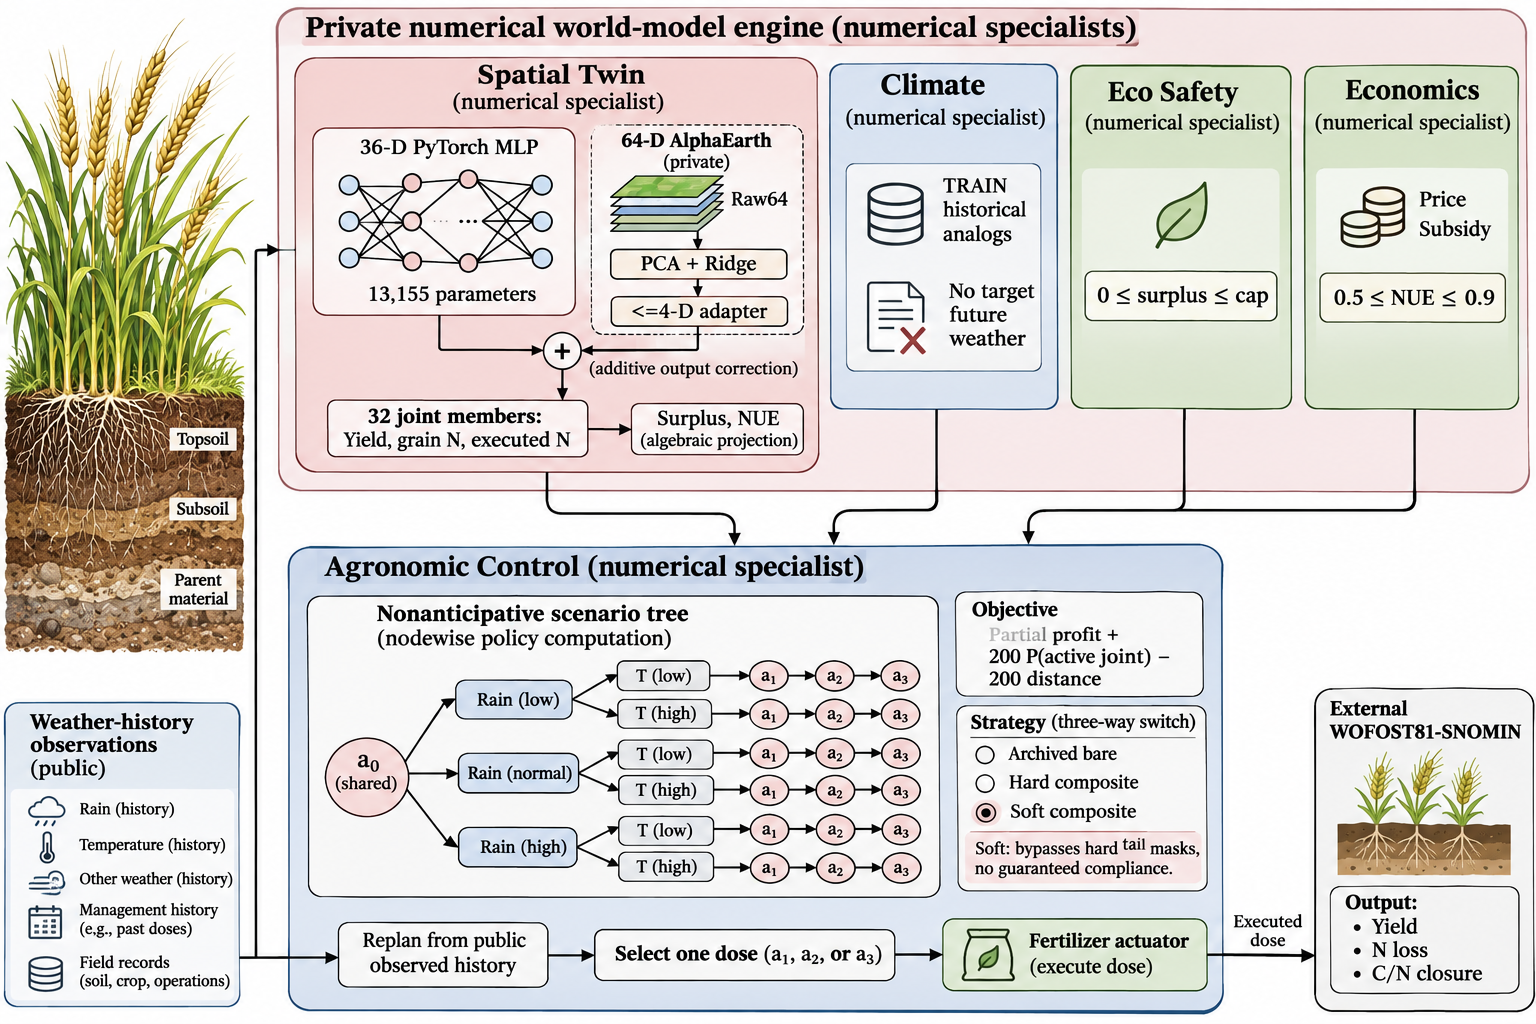 Private numerical world-model engine (numerical specialists)
Spatial Twin
(numerical specialist)
36-D PyTorch MLP
13,155 parameters
64-D AlphaEarth
(private)
Raw64
PCA + Ridge
<=4-D adapter
+
(additive output correction)
32 joint members:
Yield, grain N, executed N
Surplus, NUE
(algebraic projection)
Climate
(numerical specialist)
TRAIN
historical
analogs
No target
future
weather
Eco Safety
(numerical specialist)
0 ≤ surplus ≤ cap
Economics
(numerical specialist)
Price
Subsidy
0.5 ≤ NUE ≤ 0.9
Topsoil
Subsoil
Parent
material
Weather-history
observations
(public)
Rain (history)
Temperature (history)
Other weather (history)
Management history
(e.g., past doses)
Field records
(soil, crop, operations)
Agronomic Control (numerical specialist)
Nonanticipative scenario tree
(nodewise policy computation)
a₀
(shared)
Rain (low)
Rain (normal)
Rain (high)
T (low) a₁ a₂ a₃
T (high) a₁ a₂ a₃
T (low) a₁ a₂ a₃
T (high) a₁ a₂ a₃
T (low) a₁ a₂ a₃
T (high) a₁ a₂ a₃
Objective
Partial profit +
200 P(active joint) −
200 distance
Strategy (three-way switch)
Archived bare
Hard composite
Soft composite
Soft: bypasses hard tail masks,
no guaranteed compliance.
Replan from public
observed history
Select one dose (a₁, a₂, or a₃)
Fertilizer actuator
(execute dose)
Executed
dose
External
WOFOST81-SNOMIN
Output:
• Yield
• N loss
• C/N closure